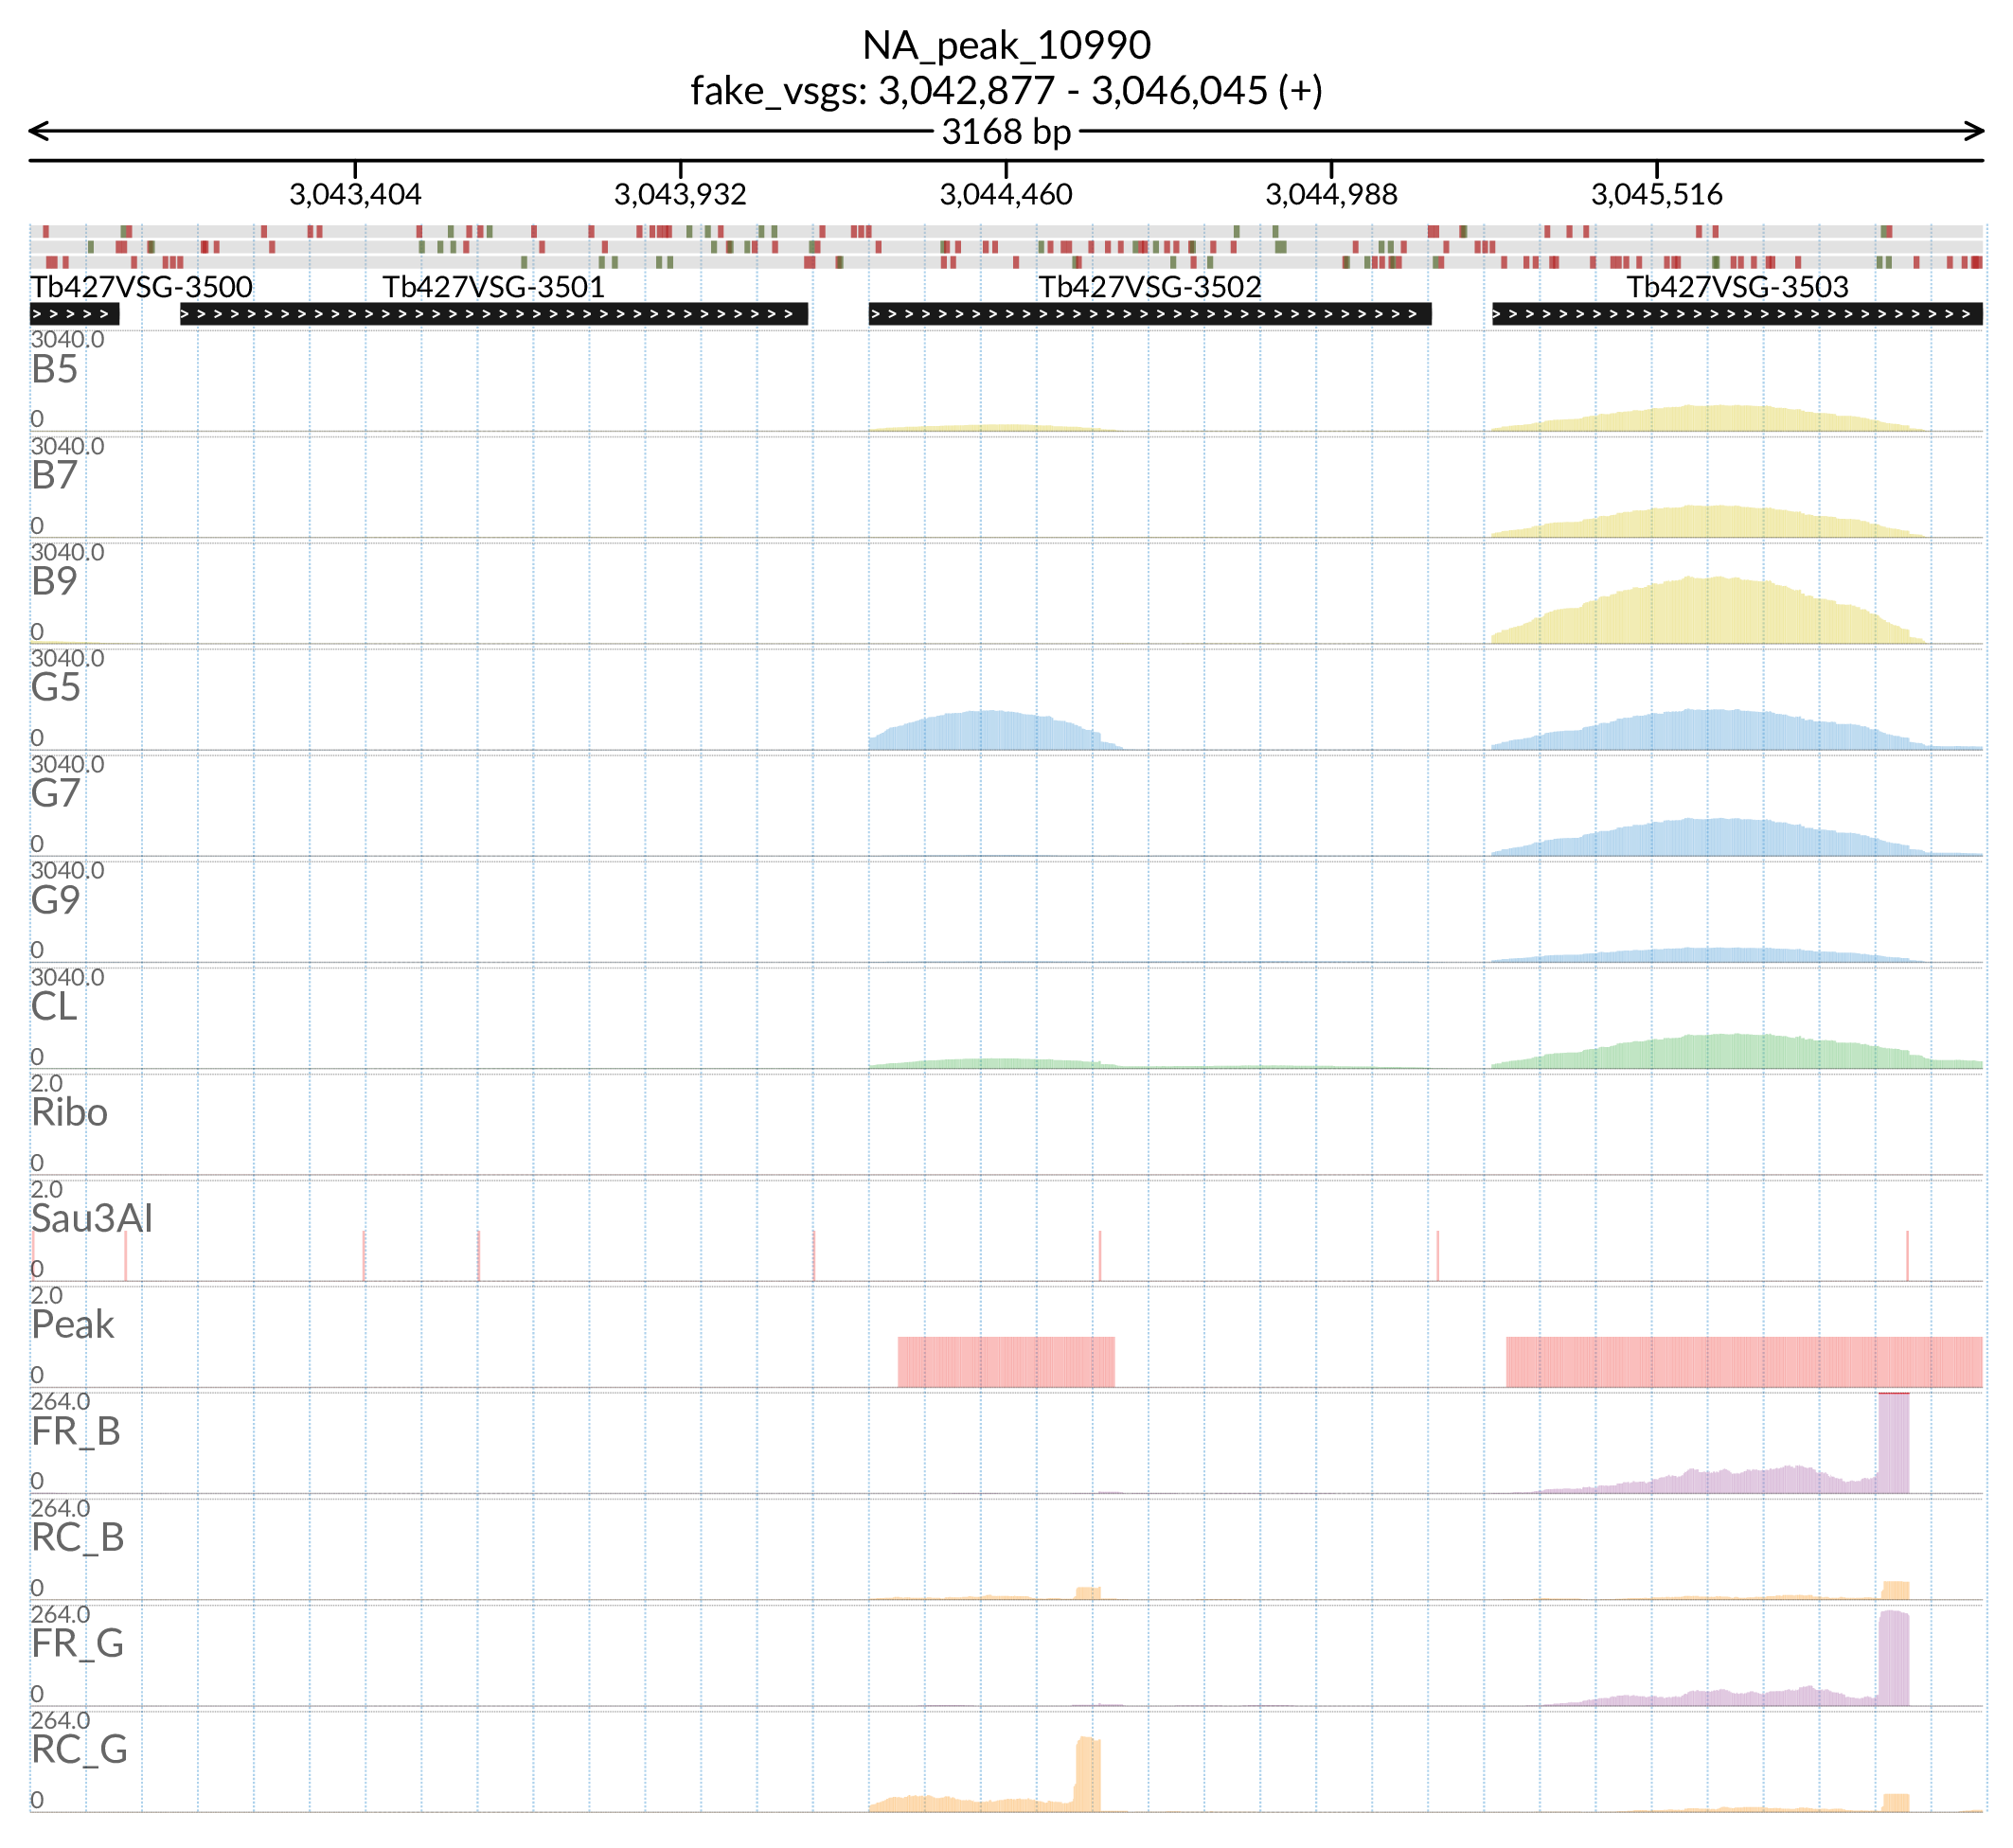 NA_peak_10990
fake_vsgs: 3,042,877 - 3,046,045 (+)
3168 bp
3,043,404 3,043,932 3,044,460 3,044,988 3,045,516
Tb427VSG-3500 Tb427VSG-3501 Tb427VSG-3502 Tb427VSG-3503
3040.0
B5
0
3040.0
B7
0
3040.0
B9
0
3040.0
G5
0
3040.0
G7
0
3040.0
G9
0
3040.0
CL
0
2.0
Ribo
0
2.0
Sau3AI
0
2.0
Peak
0
264.0
FR_B
0
264.0
RC_B
0
264.0
FR_G
0
264.0
RC_G
0